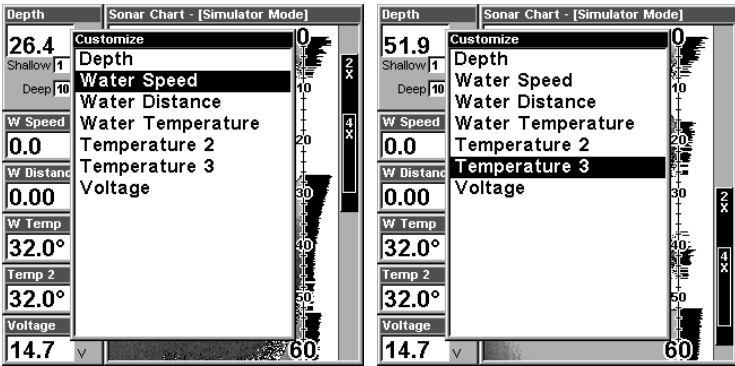 Depth
Sonar Chart - [Simulator Mode]
26.4
Shallow 1
Deep 10
W Speed
0.0
W Distanc
0.00
W Temp
32.0°
Temp 2
32.0°
Voltage
14.7 V
Customize
Depth
Water Speed
Water Distance
Water Temperature
Temperature 2
Temperature 3
Voltage
0
10
20
30
40
50
60
2X
4X
Depth
Sonar Chart - [Simulator Mode]
51.9
Shallow 1
Deep 10
W Speed
0.0
W Distanc
0.00
W Temp
32.0°
Temp 2
32.0°
Voltage
14.7 V
Customize
Depth
Water Speed
Water Distance
Water Temperature
Temperature 2
Temperature 3
Voltage
0
10
20
30
40
50
60
2X
4X